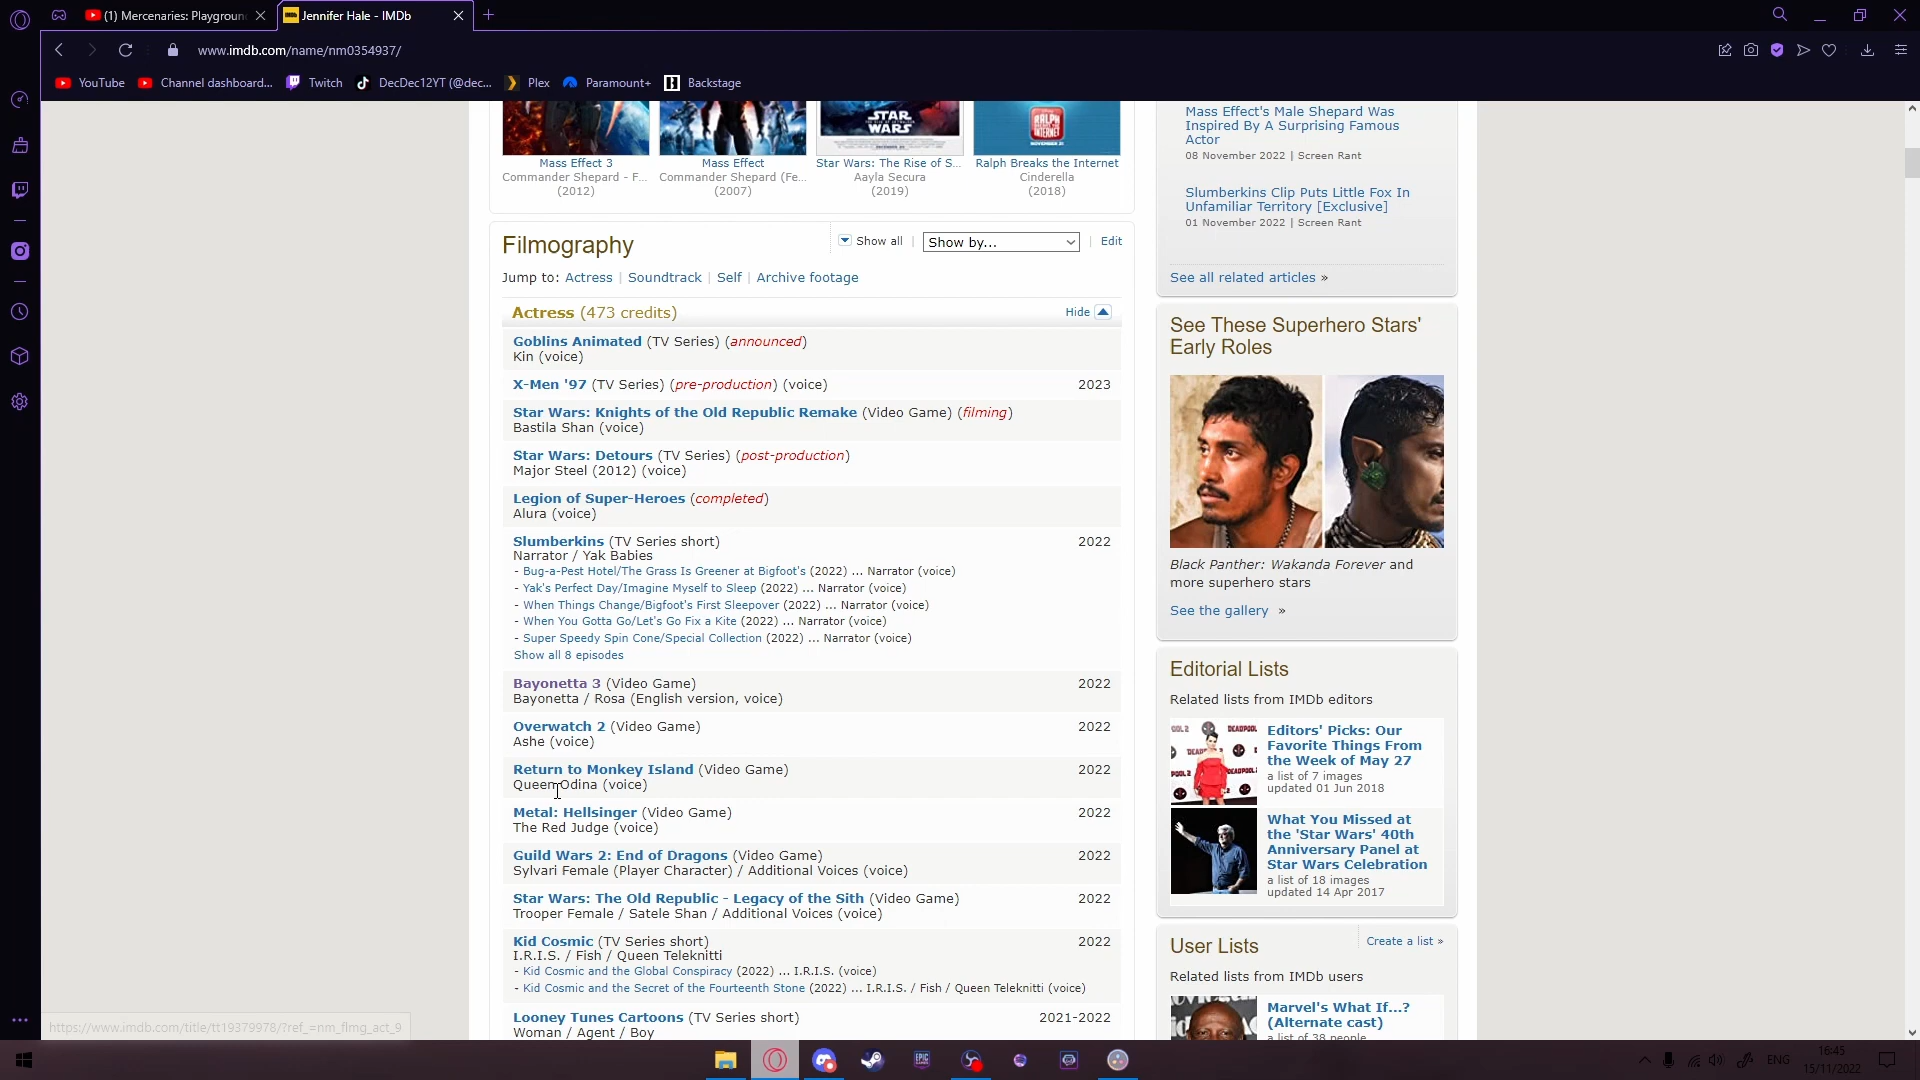 (1) Mercenaries: Playgroun
Jennifer Hale - IMDb
www.imdb.com/name/nm0354937/
YouTube
Channel dashboard...
Twitch
DecDec12YT (@dec...
Plex
Paramount+
Backstage
STAR WARS
RALPH BREAKS the INTERNET
NOVEMBER 21
Mass Effect 3
Commander Shepard - F...
(2012)
Mass Effect
Commander Shepard (Fe...
(2007)
Star Wars: The Rise of S...
Aayla Secura
(2019)
Ralph Breaks the Internet
Cinderella
(2018)
Filmography
Show all | Show by... | Edit
Jump to: Actress | Soundtrack | Self | Archive footage
Actress (473 credits)
Hide
Goblins Animated (TV Series) (announced)
Kin (voice)
X-Men '97 (TV Series) (pre-production) (voice) 2023
Star Wars: Knights of the Old Republic Remake (Video Game) (filming)
Bastila Shan (voice)
Star Wars: Detours (TV Series) (post-production)
Major Steel (2012) (voice)
Legion of Super-Heroes (completed)
Alura (voice)
Slumberkins (TV Series short) 2022
Narrator / Yak Babies
- Bug-a-Pest Hotel/The Grass Is Greener at Bigfoot's (2022) ... Narrator (voice)
- Yak's Perfect Day/Imagine Myself to Sleep (2022) ... Narrator (voice)
- When Things Change/Bigfoot's First Sleepover (2022) ... Narrator (voice)
- When You Gotta Go/Let's Go Fix a Kite (2022) ... Narrator (voice)
- Super Speedy Spin Cone/Special Collection (2022) ... Narrator (voice)
Show all 8 episodes
Bayonetta 3 (Video Game) 2022
Bayonetta / Rosa (English version, voice)
Overwatch 2 (Video Game) 2022
Ashe (voice)
Return to Monkey Island (Video Game) 2022
Queen Odina (voice)
Metal: Hellsinger (Video Game) 2022
The Red Judge (voice)
Guild Wars 2: End of Dragons (Video Game) 2022
Sylvari Female (Player Character) / Additional Voices (voice)
Star Wars: The Old Republic - Legacy of the Sith (Video Game) 2022
Trooper Female / Satele Shan / Additional Voices (voice)
Kid Cosmic (TV Series short) 2022
I.R.I.S. / Fish / Queen Teleknitti
- Kid Cosmic and the Global Conspiracy (2022) ... I.R.I.S. (voice)
- Kid Cosmic and the Secret of the Fourteenth Stone (2022) ... I.R.I.S. / Fish / Queen Teleknitti (voice)
Looney Tunes Cartoons (TV Series short) 2021-2022
Woman / Agent / Boy
Mass Effect's Male Shepard Was
Inspired By A Surprising Famous
Actor
08 November 2022 | Screen Rant
Slumberkins Clip Puts Little Fox In
Unfamiliar Territory [Exclusive]
01 November 2022 | Screen Rant
See all related articles »
See These Superhero Stars'
Early Roles
Black Panther: Wakanda Forever and
more superhero stars
See the gallery »
Editorial Lists
Related lists from IMDb editors
Editors' Picks: Our
Favorite Things From
the Week of May 27
a list of 7 images
updated 01 Jun 2018
What You Missed at
the 'Star Wars' 40th
Anniversary Panel at
Star Wars Celebration
a list of 18 images
updated 14 Apr 2017
User Lists
Create a list »
Related lists from IMDb users
Marvel's What If...?
(Alternate cast)
a list of 38 people
https://www.imdb.com/title/tt19379978/?ref_=nm_flmg_act_9
ENG
16:45
15/11/2022